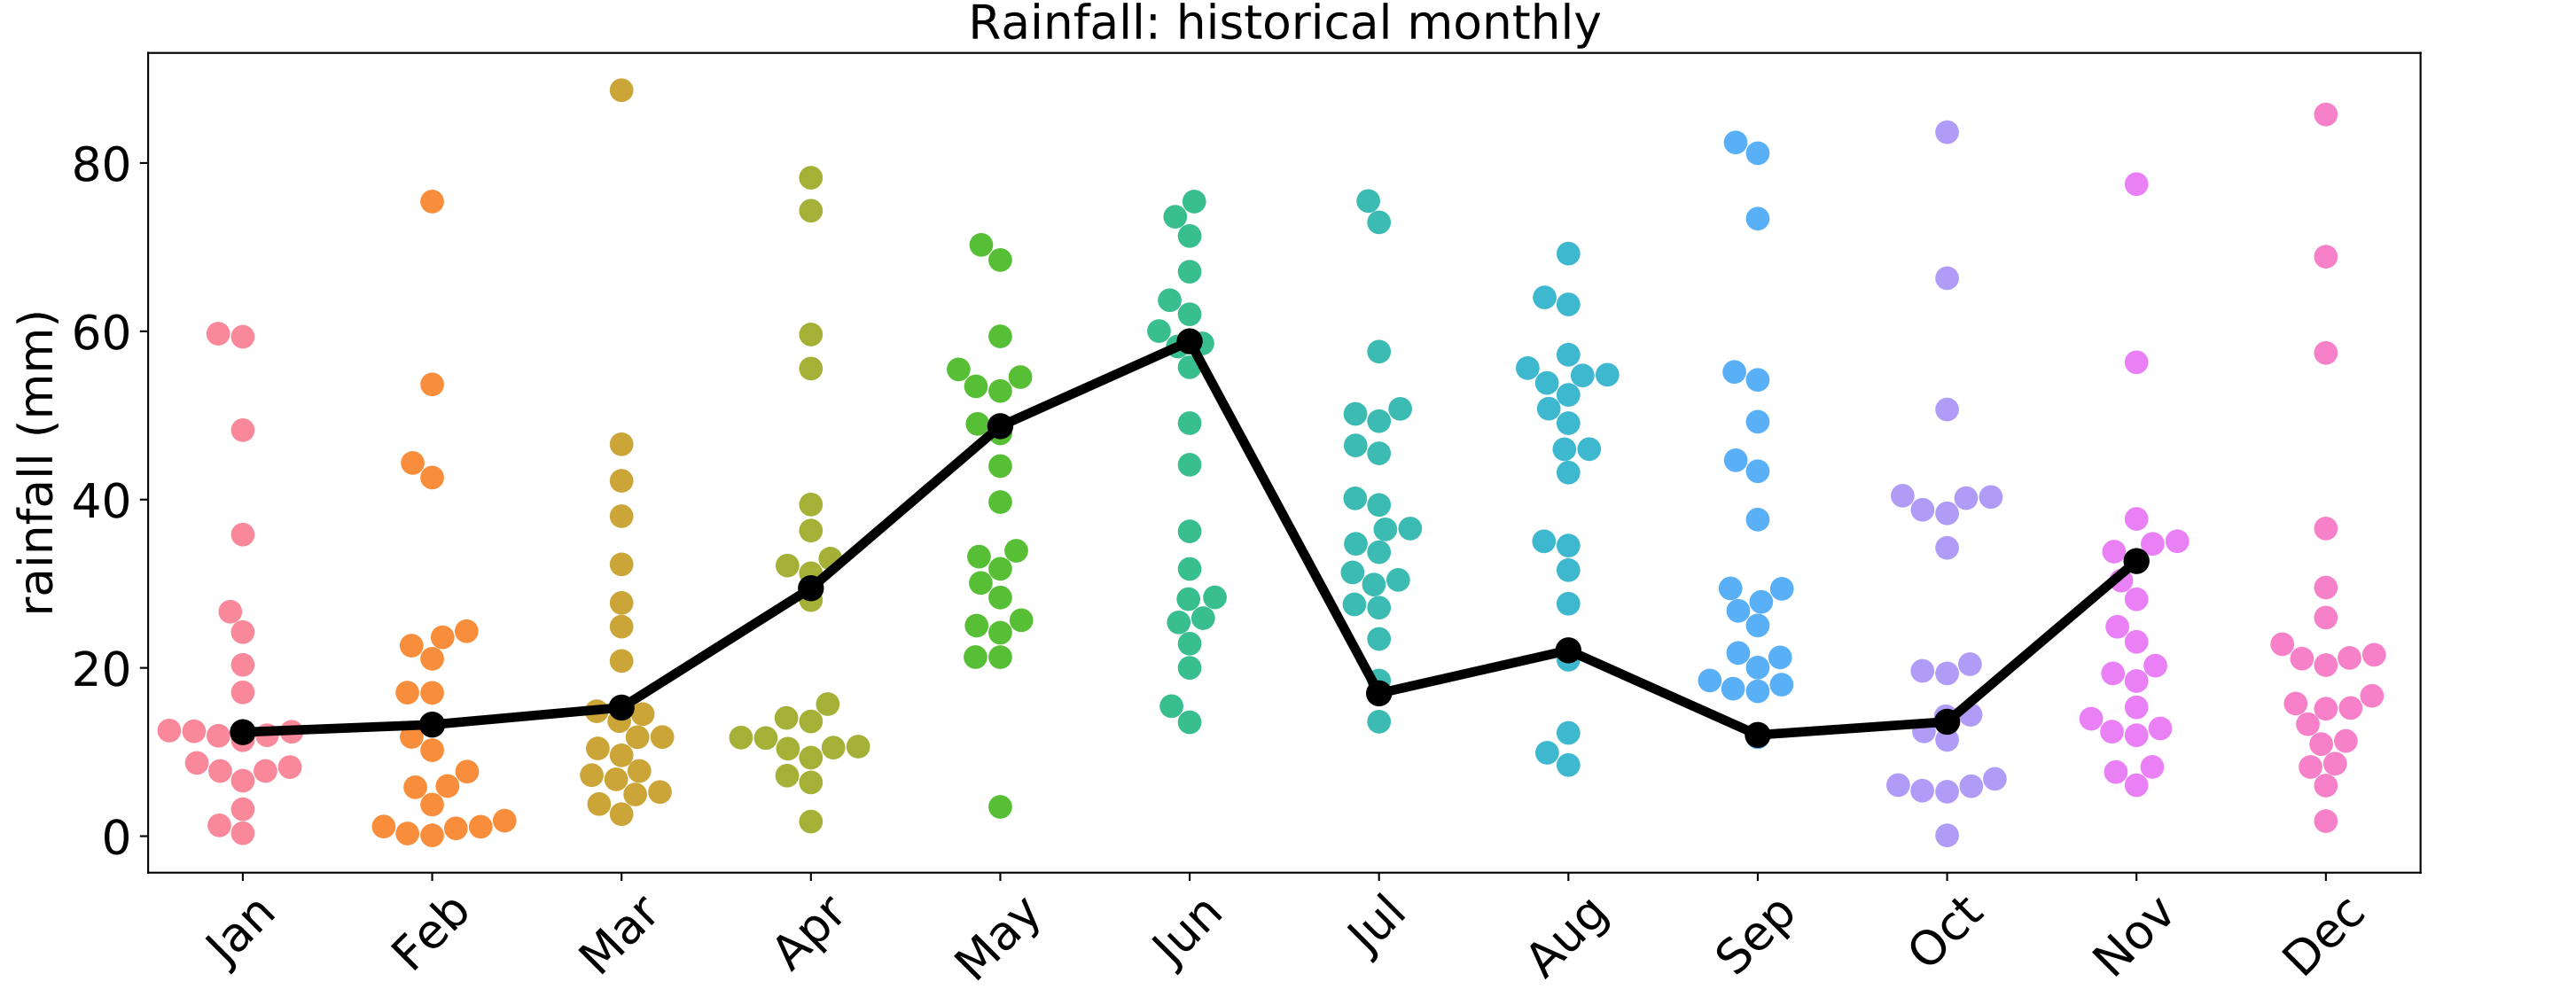 Rainfall: historical monthly
rainfall (mm)
80
60
40
20
0
Jan
Feb
Mar
Apr
May
Jun
Jul
Aug
Sep
Oct
Nov
Dec